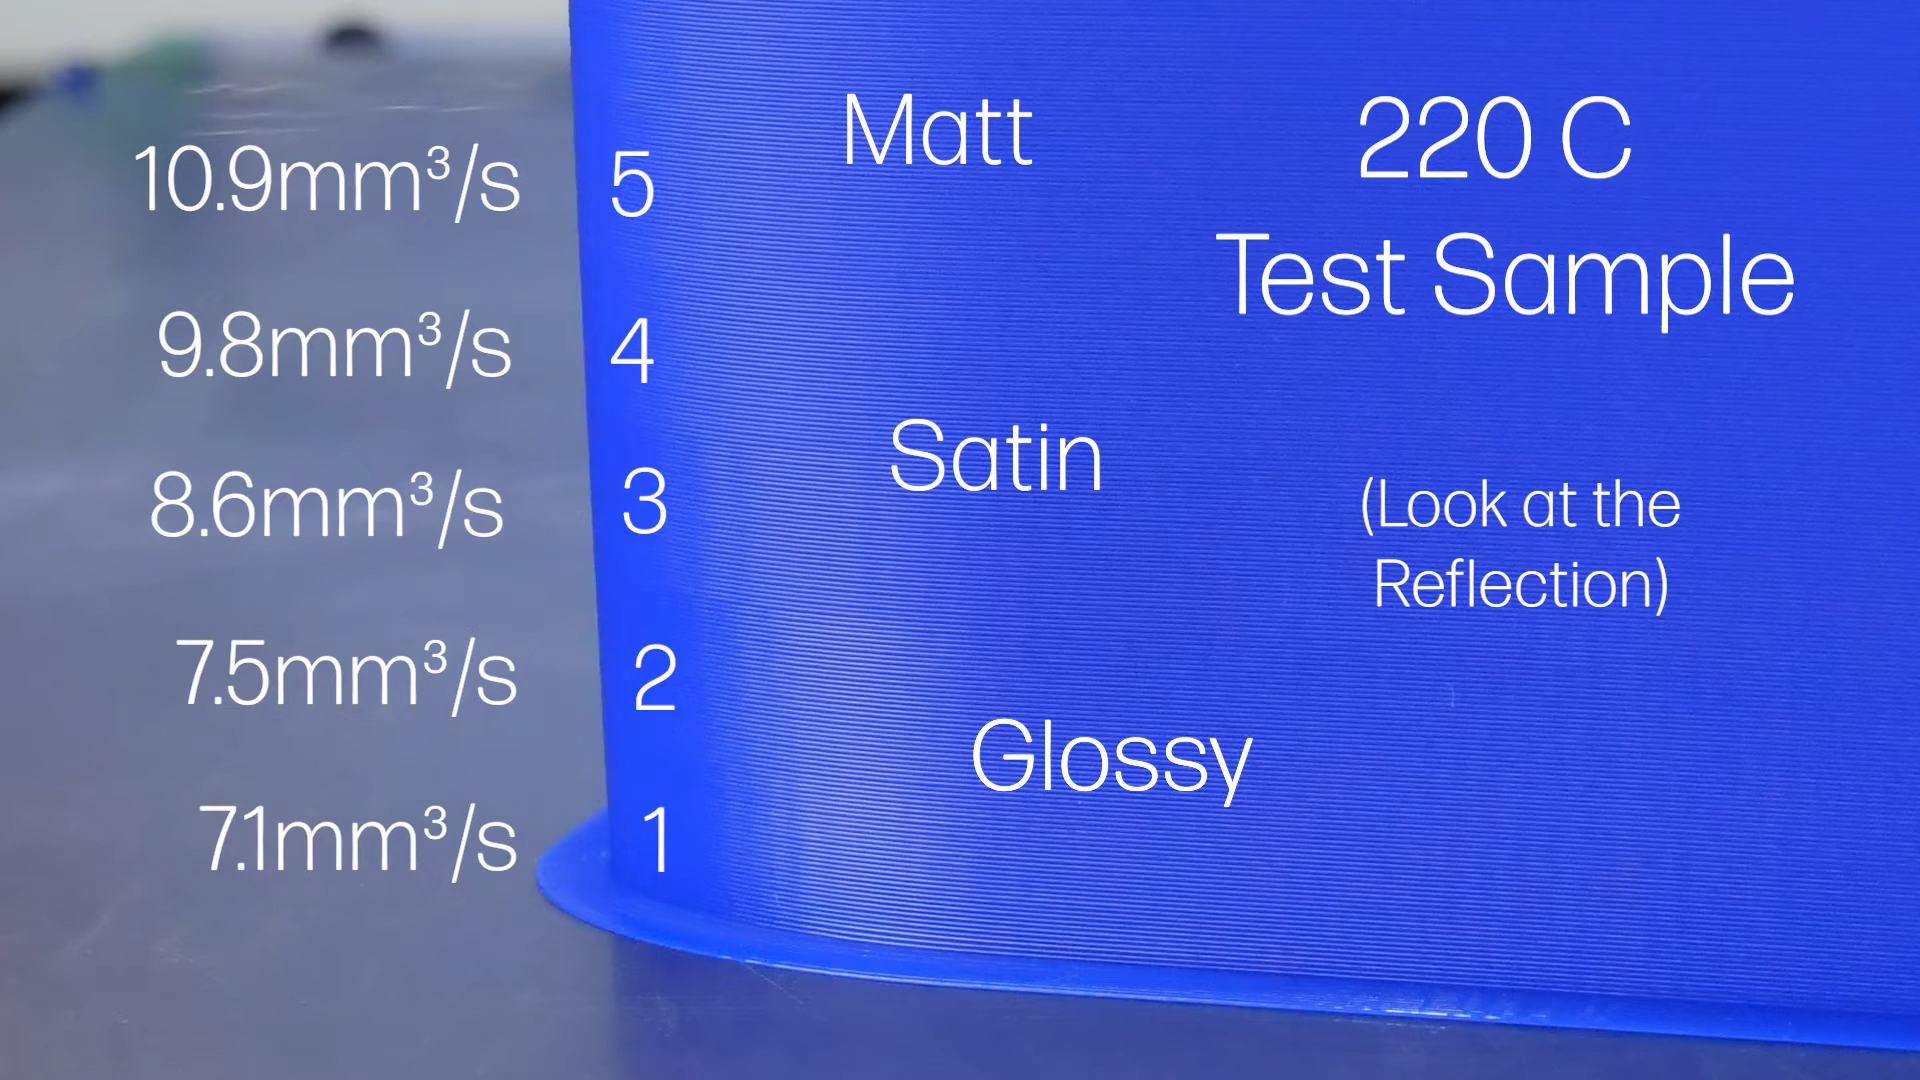 Matt
220 C
10.9mm³/s
5
Test Sample
9.8mm³/s
4
Satin
8.6mm³/s
3
(Look at the
Reflection)
7.5mm³/s
2
Glossy
7.1mm³/s
1